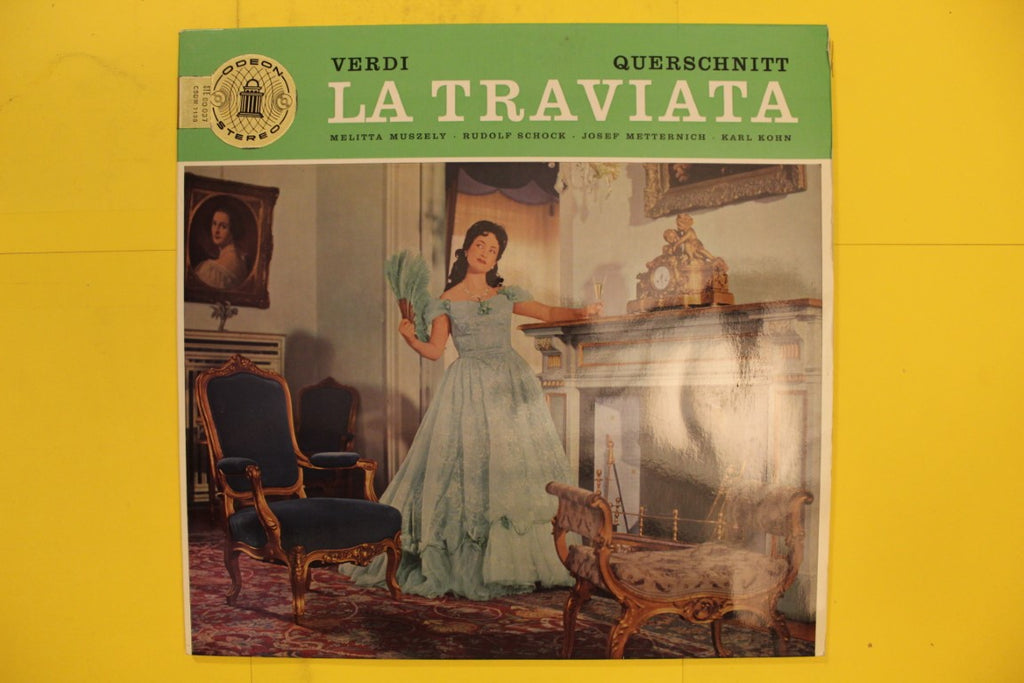 VERDI QUERSCHNITT
LA TRAVIATA
MELITTA MUSZELY · RUDOLF SCHOCK · JOSEF METTERNICH · KARL KOHN
ODEON
STEREO